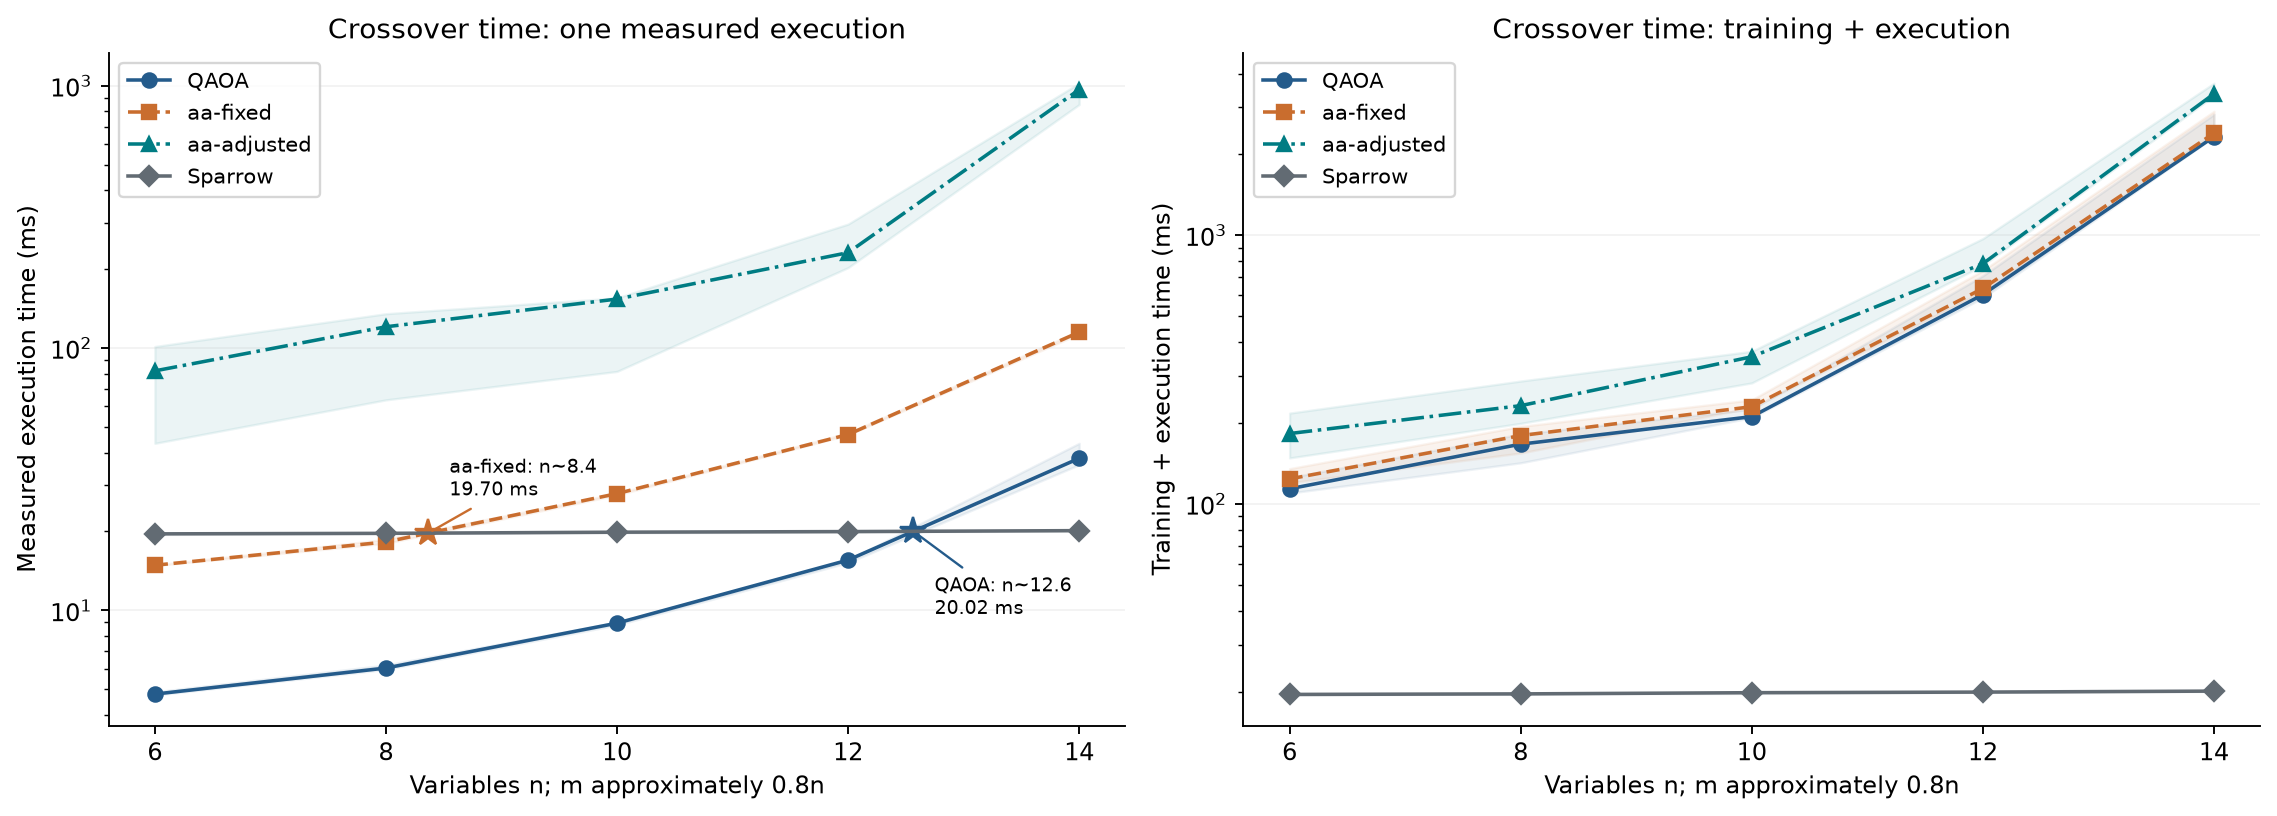 Crossover time: one measured execution
Measured execution time (ms)
10³
10²
10¹
QAOA
aa-fixed
aa-adjusted
Sparrow
aa-fixed: n~8.4
19.70 ms
QAOA: n~12.6
20.02 ms
6 8 10 12 14
Variables n; m approximately 0.8n
Crossover time: training + execution
Training + execution time (ms)
10³
10²
QAOA
aa-fixed
aa-adjusted
Sparrow
6 8 10 12 14
Variables n; m approximately 0.8n